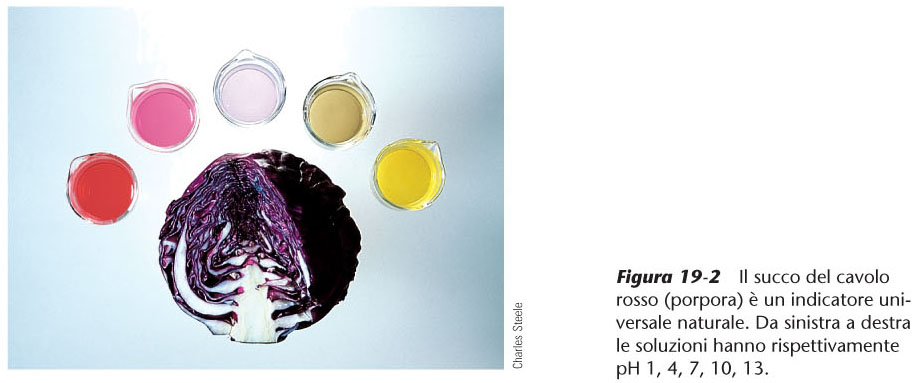 Charles Steele
Figura 19-2 Il succo del cavolo
rosso (porpora) è un indicatore uni-
versale naturale. Da sinistra a destra
le soluzioni hanno rispettivamente
pH 1, 4, 7, 10, 13.